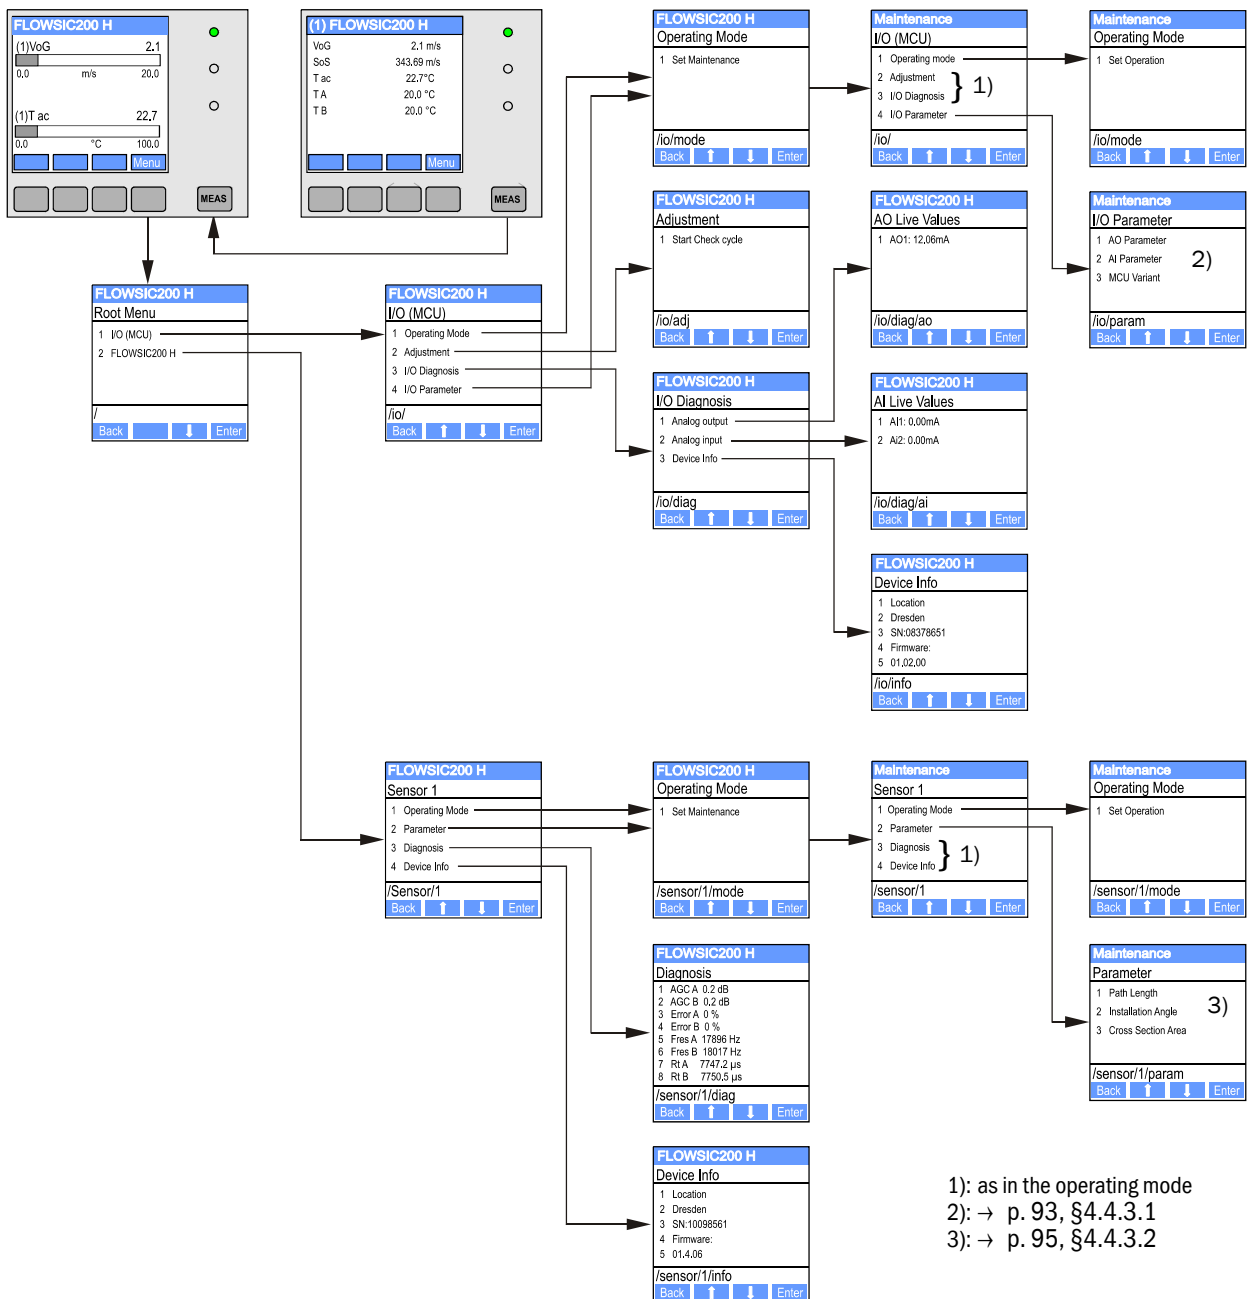 FLOWSIC200 H
(1)VoG 2.1
0.0 m/s 20.0
(1)T ac 22.7
0.0 °C 100.0
Menu
MEAS
(1) FLOWSIC200 H
VoG 2.1 m/s
SoS 343.69 m/s
T ac 22.7°C
T A 20.0 °C
T B 20.0 °C
Menu
MEAS
FLOWSIC200 H
Operating Mode
1 Set Maintenance
/io/mode
Back ↑ ↓ Enter
Maintenance
I/O (MCU)
1 Operating mode
2 Adjustment
3 I/O Diagnosis
4 I/O Parameter
} 1)
/io/
Back ↑ ↓ Enter
Maintenance
Operating Mode
1 Set Operation
/io/mode
Back ↑ ↓ Enter
FLOWSIC200 H
Adjustment
1 Start Check cycle
/io/adj
Back ↑ ↓ Enter
FLOWSIC200 H
AO Live Values
1 AO1: 12.06mA
/io/diag/ao
Back ↑ ↓ Enter
Maintenance
I/O Parameter
1 AO Parameter
2 AI Parameter
3 MCU Variant
2)
/io/param
Back ↑ ↓ Enter
FLOWSIC200 H
Root Menu
1 I/O (MCU)
2 FLOWSIC200 H
/
Back ↓ Enter
FLOWSIC200 H
I/O (MCU)
1 Operating Mode
2 Adjustment
3 I/O Diagnosis
4 I/O Parameter
/io/
Back ↑ ↓ Enter
FLOWSIC200 H
I/O Diagnosis
1 Analog output
2 Analog input
3 Device Info
/io/diag
Back ↑ ↓ Enter
FLOWSIC200 H
AI Live Values
1 AI1: 0.00mA
2 Ai2: 0.00mA
/io/diag/ai
Back ↑ ↓ Enter
FLOWSIC200 H
Device Info
1 Location
2 Dresden
3 SN:08378651
4 Firmware:
5 01.02.00
/io/info
Back ↑ ↓ Enter
FLOWSIC200 H
Sensor 1
1 Operating Mode
2 Parameter
3 Diagnosis
4 Device Info
/Sensor/1
Back ↑ ↓ Enter
FLOWSIC200 H
Operating Mode
1 Set Maintenance
/sensor/1/mode
Back ↑ ↓ Enter
Maintenance
Sensor 1
1 Operating Mode
2 Parameter
3 Diagnosis
4 Device Info
} 1)
/sensor/1
Back ↑ ↓ Enter
Maintenance
Operating Mode
1 Set Operation
/sensor/1/mode
Back ↑ ↓ Enter
FLOWSIC200 H
Diagnosis
1 AGC A 0.2 dB
2 AGC B 0.2 dB
3 Error A 0 %
4 Error B 0 %
5 Fres A 17896 Hz
6 Fres B 18017 Hz
7 Rt A 7747.2 µs
8 Rt B 7750.5 µs
/sensor/1/diag
Back ↑ ↓ Enter
Maintenance
Parameter
1 Path Length
2 Installation Angle
3 Cross Section Area
3)
/sensor/1/param
Back ↑ ↓ Enter
FLOWSIC200 H
Device Info
1 Location
2 Dresden
3 SN:10098561
4 Firmware:
5 01.4.06
/sensor/1/info
Back ↑ ↓ Enter
1): as in the operating mode
2): → p. 93, §4.4.3.1
3): → p. 95, §4.4.3.2